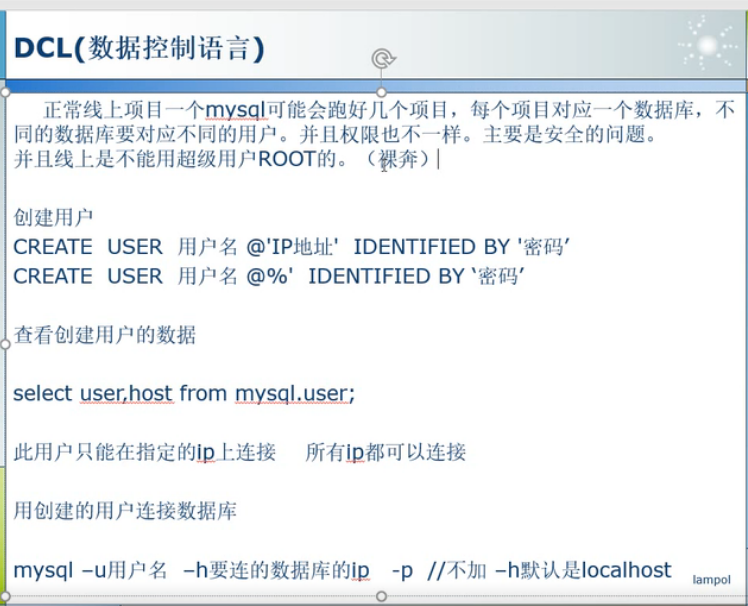 DCL(数据控制语言)
正常线上项目一个mysql可能会跑好几个项目，每个项目对应一个数据库，不
同的数据库要对应不同的用户。并且权限也不一样。主要是安全的问题。
并且线上是不能用超级用户ROOT的。（裸奔）
创建用户
CREATE USER 用户名 @'IP地址' IDENTIFIED BY '密码’
CREATE USER 用户名 @%' IDENTIFIED BY ‘密码’
查看创建用户的数据
select user,host from mysql.user;
此用户只能在指定的ip上连接 所有ip都可以连接
用创建的用户连接数据库
mysql –u用户名 –h要连的数据库的ip -p //不加 –h默认是localhost
lampol